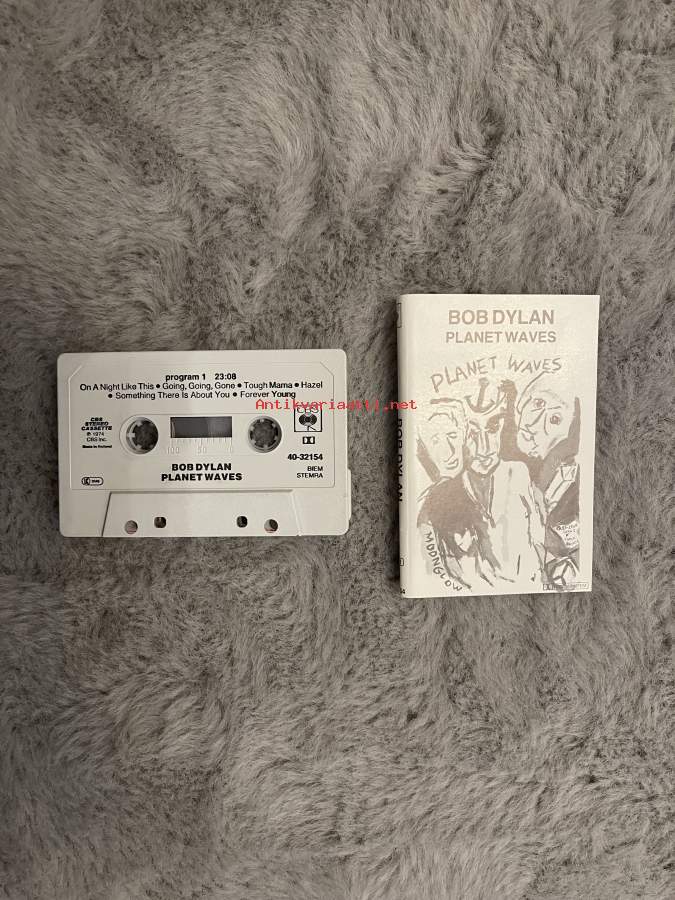 program 1 23:08
On A Night Like This • Going, Going, Gone • Tough Mama • Hazel
• Something There Is About You • Forever Young
CBS
STEREO
CASSETTE
℗ 1974
CBS Inc.
Made in Holland
CBS
100 50 0
40-32154
BIEM
STEMRA
BOB DYLAN
PLANET WAVES
Antikvariaatti.net
BOB DYLAN
BOB DYLAN
PLANET WAVES
PLANET WAVES
MOONGLOW